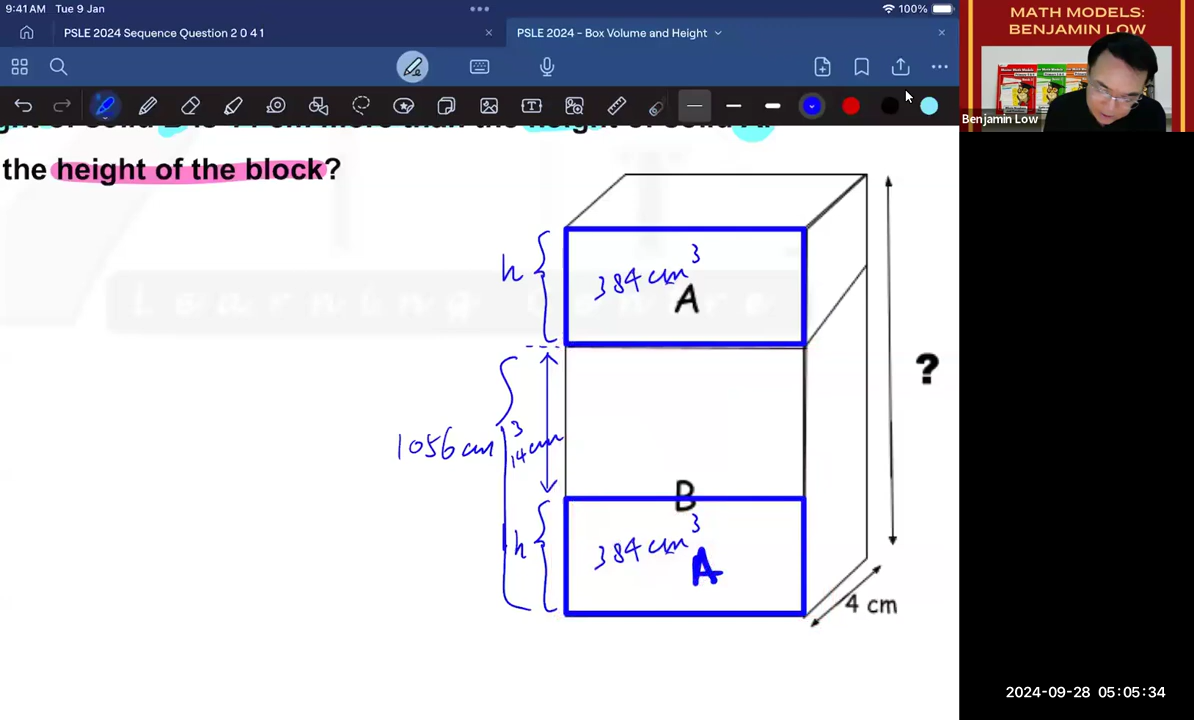 9:41 AM Tue 9 Jan
100%
PSLE 2024 Sequence Question 2 0 4 1
PSLE 2024 - Box Volume and Height
MATH MODELS:
BENJAMIN LOW
Benjamin Low
the height of the block?
Learning Centre
h
384 cm³
A
?
1056 cm³
14 cm
B
h
384 cm³
A
4 cm
2024-09-28 05:05:34